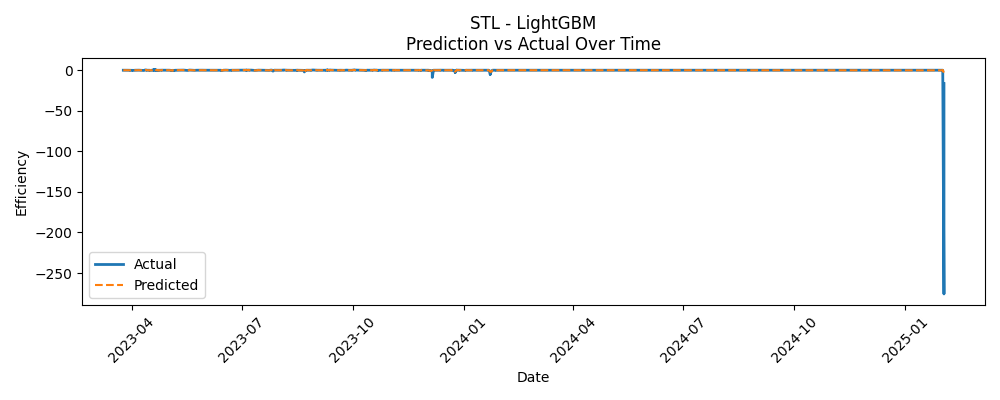 STL - LightGBM
Prediction vs Actual Over Time
Efficiency
0
−50
−100
−150
−200
−250
Actual
Predicted
2023-04
2023-07
2023-10
2024-01
2024-04
2024-07
2024-10
2025-01
Date